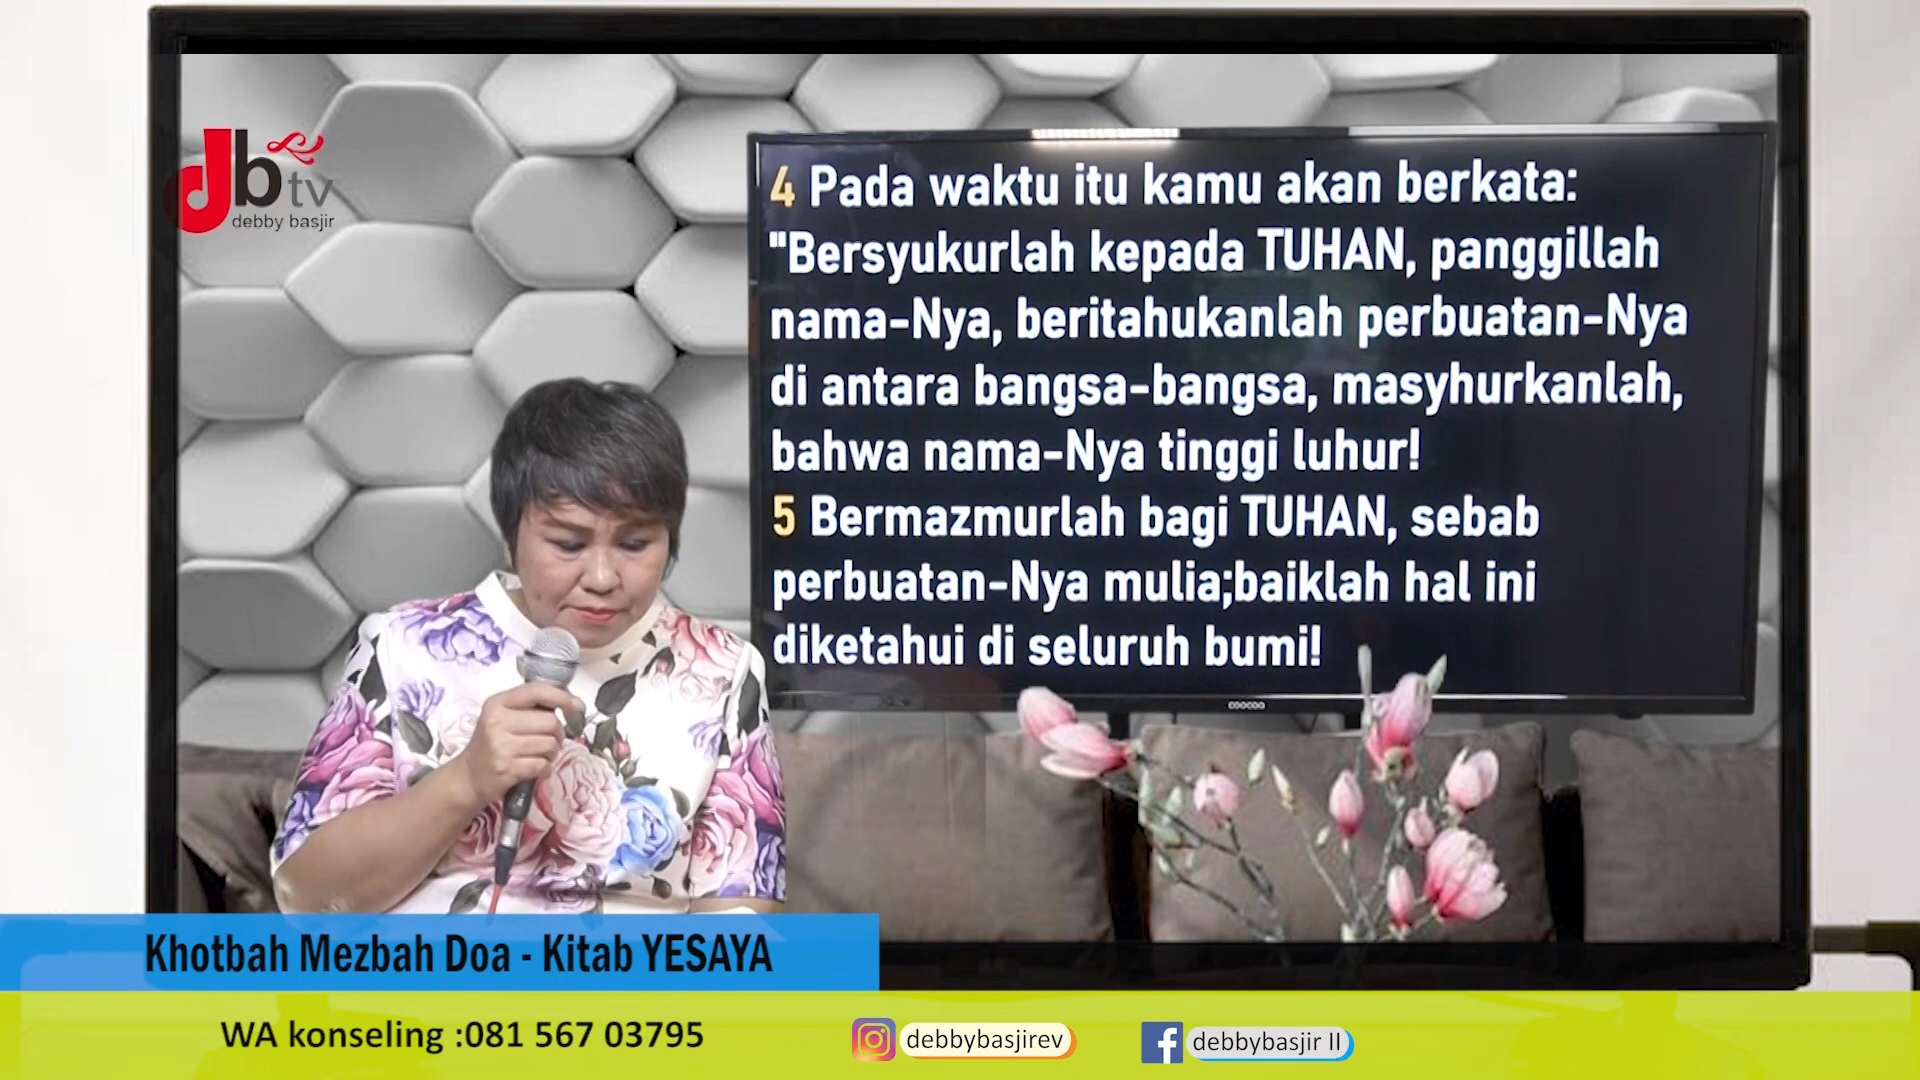 db tv
debby basjir
4 Pada waktu itu kamu akan berkata:
"Bersyukurlah kepada TUHAN, panggillah
nama-Nya, beritahukanlah perbuatan-Nya
di antara bangsa-bangsa, masyhurkanlah,
bahwa nama-Nya tinggi luhur!
5 Bermazmurlah bagi TUHAN, sebab
perbuatan-Nya mulia;baiklah hal ini
diketahui di seluruh bumi!
Khotbah Mezbah Doa - Kitab YESAYA
WA konseling :081 567 03795
debbybasjirev
debbybasjir II